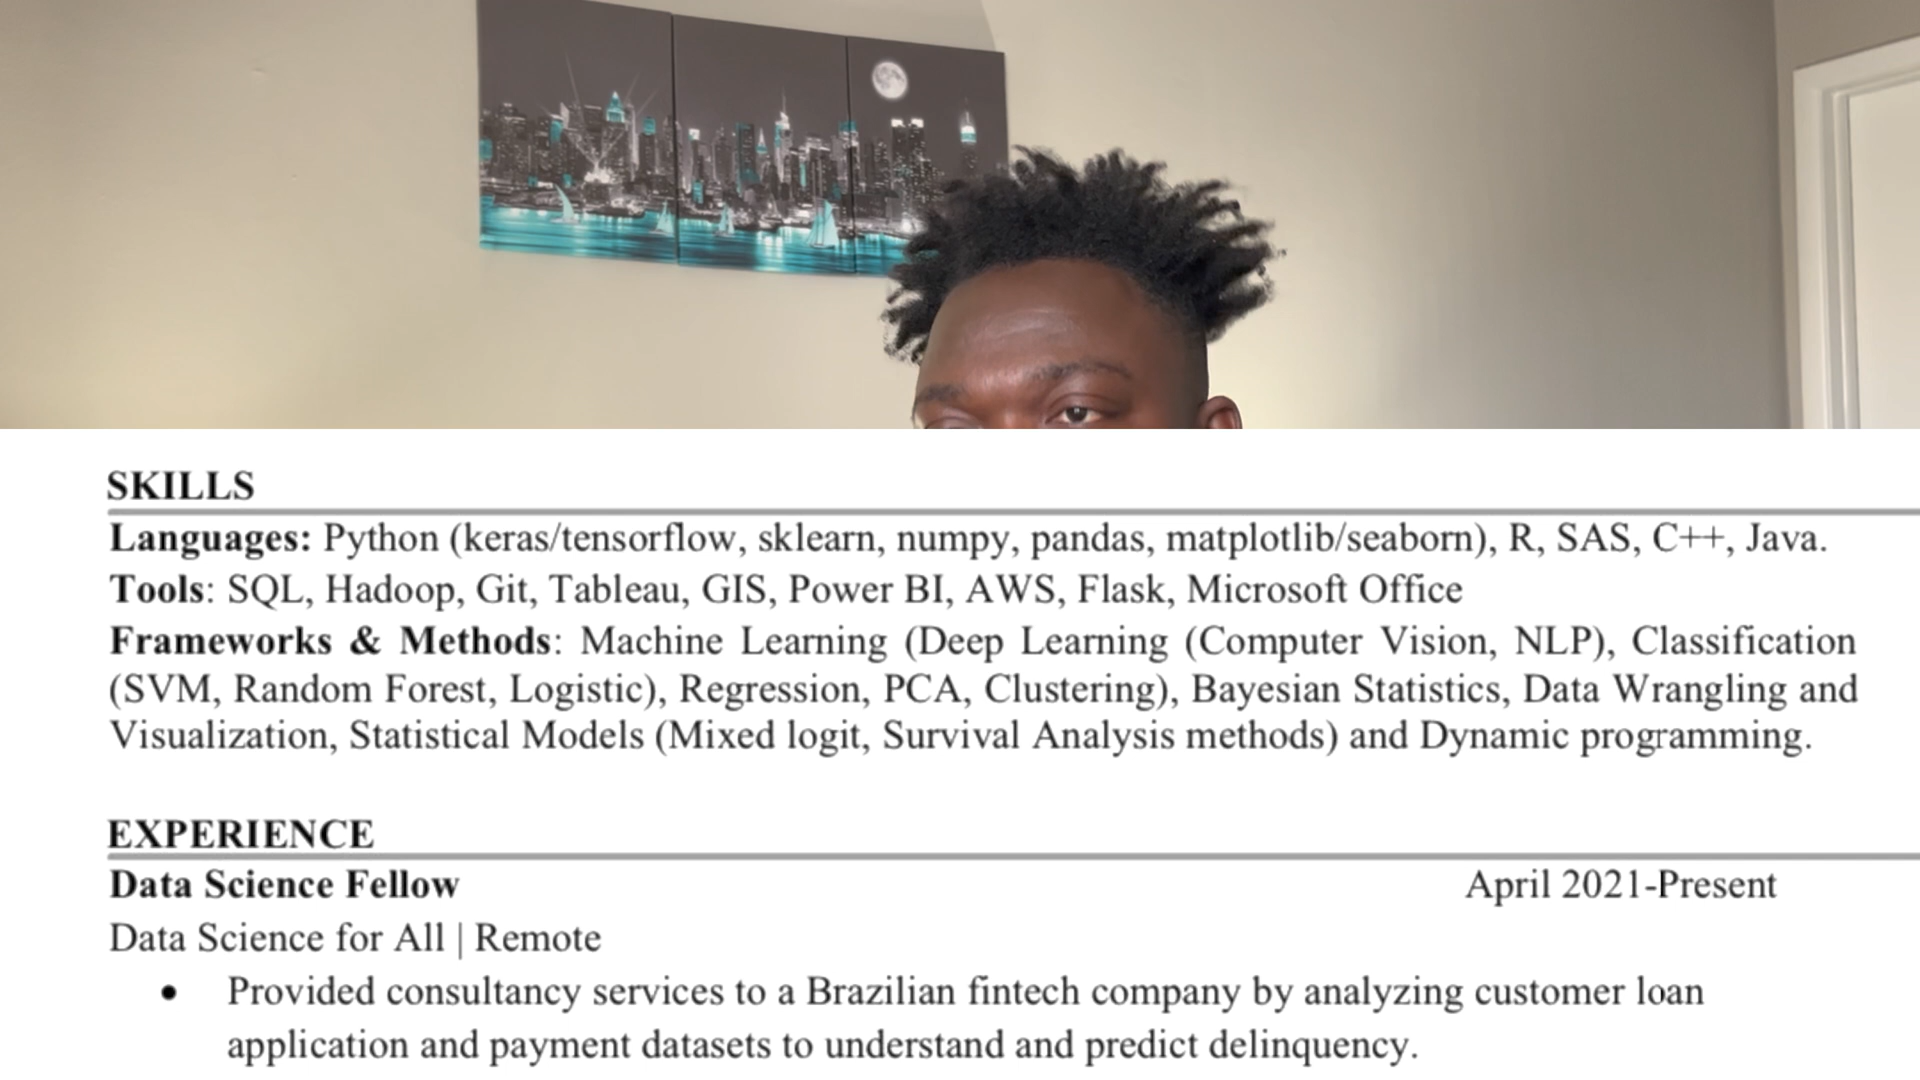 SKILLS
Languages: Python (keras/tensorflow, sklearn, numpy, pandas, matplotlib/seaborn), R, SAS, C++, Java.
Tools: SQL, Hadoop, Git, Tableau, GIS, Power BI, AWS, Flask, Microsoft Office
Frameworks & Methods: Machine Learning (Deep Learning (Computer Vision, NLP), Classification
(SVM, Random Forest, Logistic), Regression, PCA, Clustering), Bayesian Statistics, Data Wrangling and
Visualization, Statistical Models (Mixed logit, Survival Analysis methods) and Dynamic programming.
EXPERIENCE
Data Science Fellow April 2021-Present
Data Science for All | Remote
• Provided consultancy services to a Brazilian fintech company by analyzing customer loan
application and payment datasets to understand and predict delinquency.